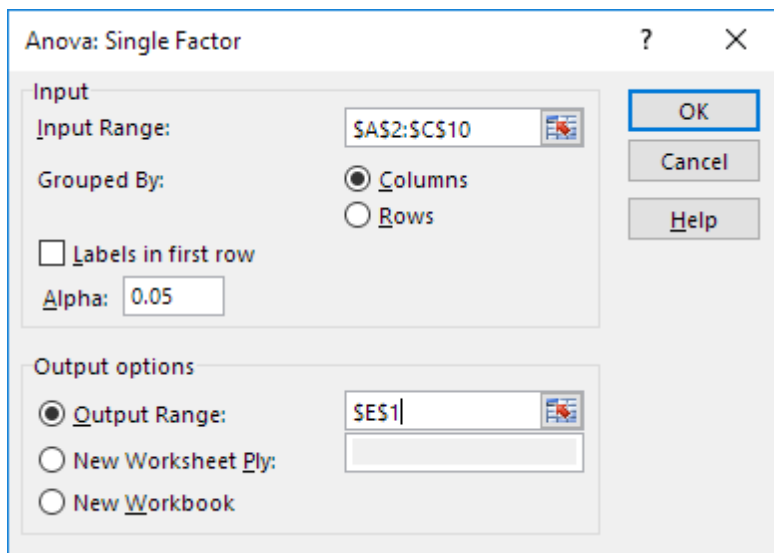 Anova: Single Factor ? ×
Input
Input Range: $A$2:$C$10
Grouped By: Columns
Rows
Labels in first row
Alpha: 0.05
OK
Cancel
Help
Output options
Output Range: $E$1
New Worksheet Ply:
New Workbook